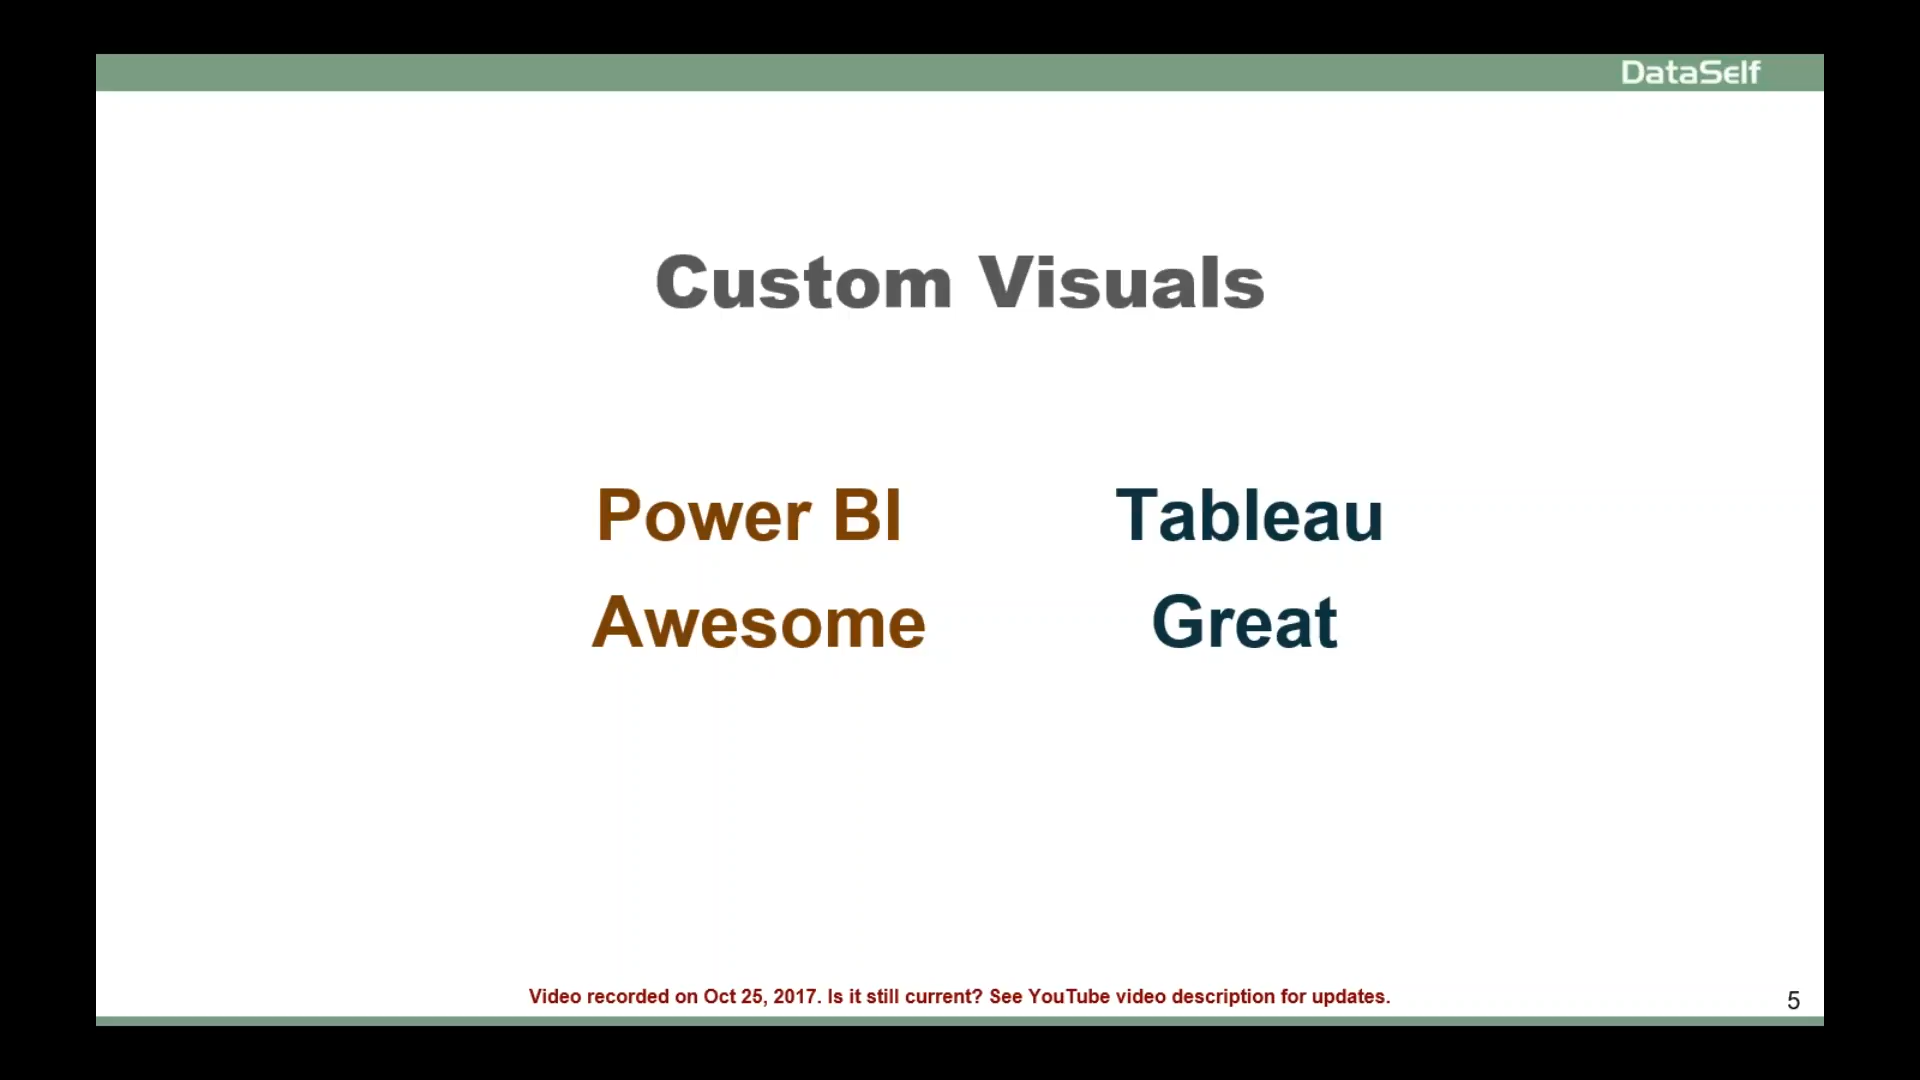 DataSelf
Custom Visuals
Power BI Tableau
Awesome Great
Video recorded on Oct 25, 2017. Is it still current? See YouTube video description for updates.
5